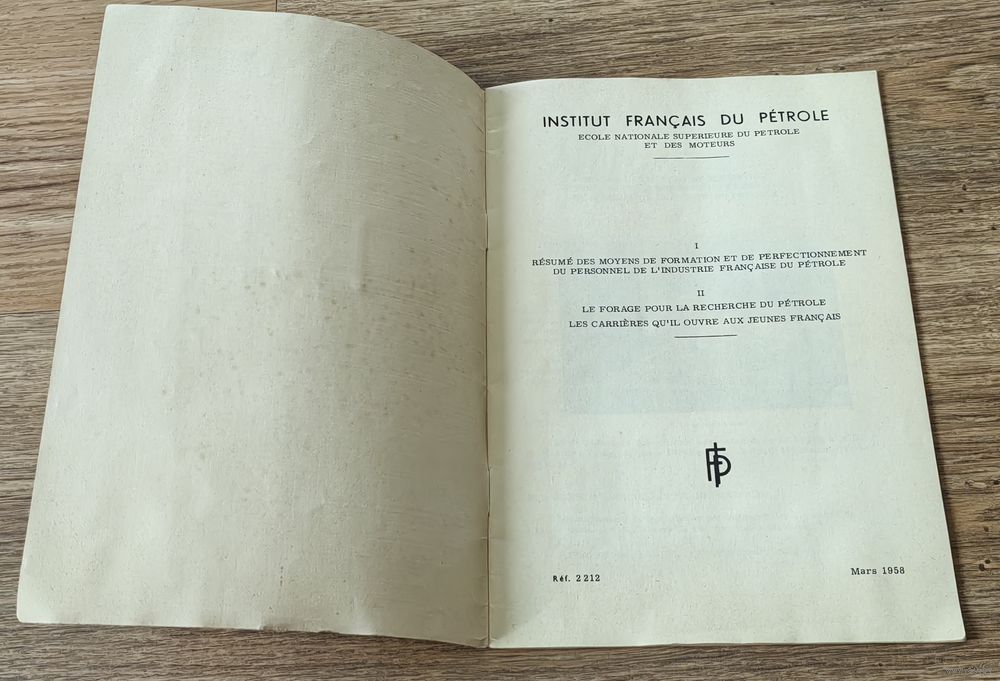 INSTITUT FRANÇAIS DU PÉTROLE
ECOLE NATIONALE SUPERIEURE DU PETROLE
ET DES MOTEURS
I
RÉSUMÉ DES MOYENS DE FORMATION ET DE PERFECTIONNEMENT
DU PERSONNEL DE L'INDUSTRIE FRANÇAISE DU PÉTROLE
II
LE FORAGE POUR LA RECHERCHE DU PÉTROLE
LES CARRIÈRES QU'IL OUVRE AUX JEUNES FRANÇAIS
Réf. 2212
Mars 1958